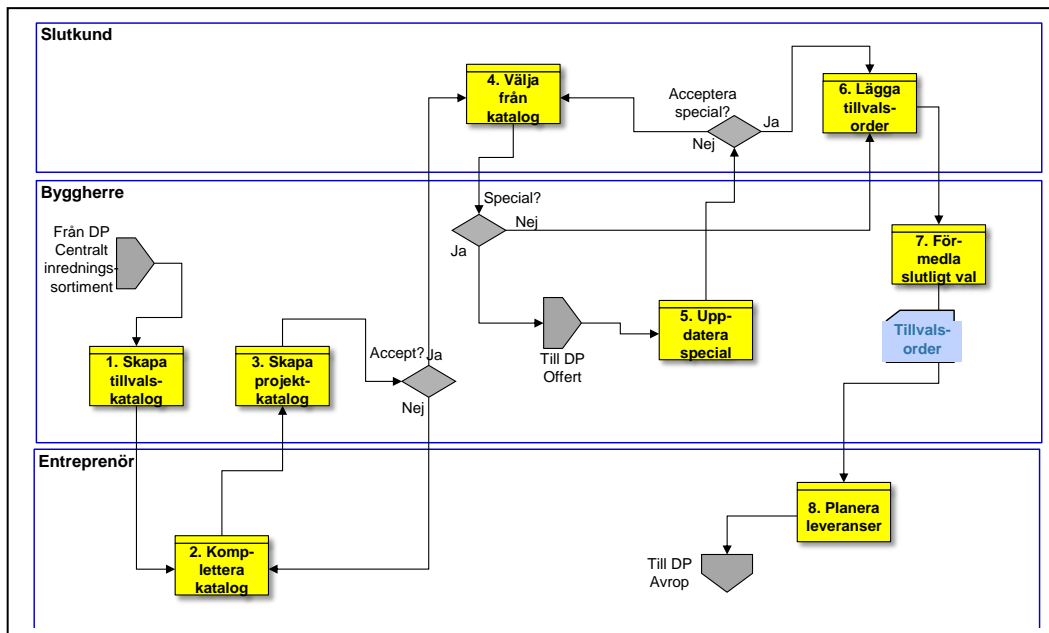 Slutkund
4. Välja
från
katalog
Acceptera
special?
Ja
Nej
6. Lägga
tillvals-
order
Byggherre
Från DP
Centralt
inrednings-
sortiment
Special?
Nej
Ja
7. För-
medla
slutligt val
Tillvals-
order
Till DP
Offert
5. Upp-
datera
special
1. Skapa
tillvals-
katalog
3. Skapa
projekt-
katalog
Accept?
Ja
Nej
Entreprenör
2. Komp-
lettera
katalog
8. Planera
leveranser
Till DP
Avrop